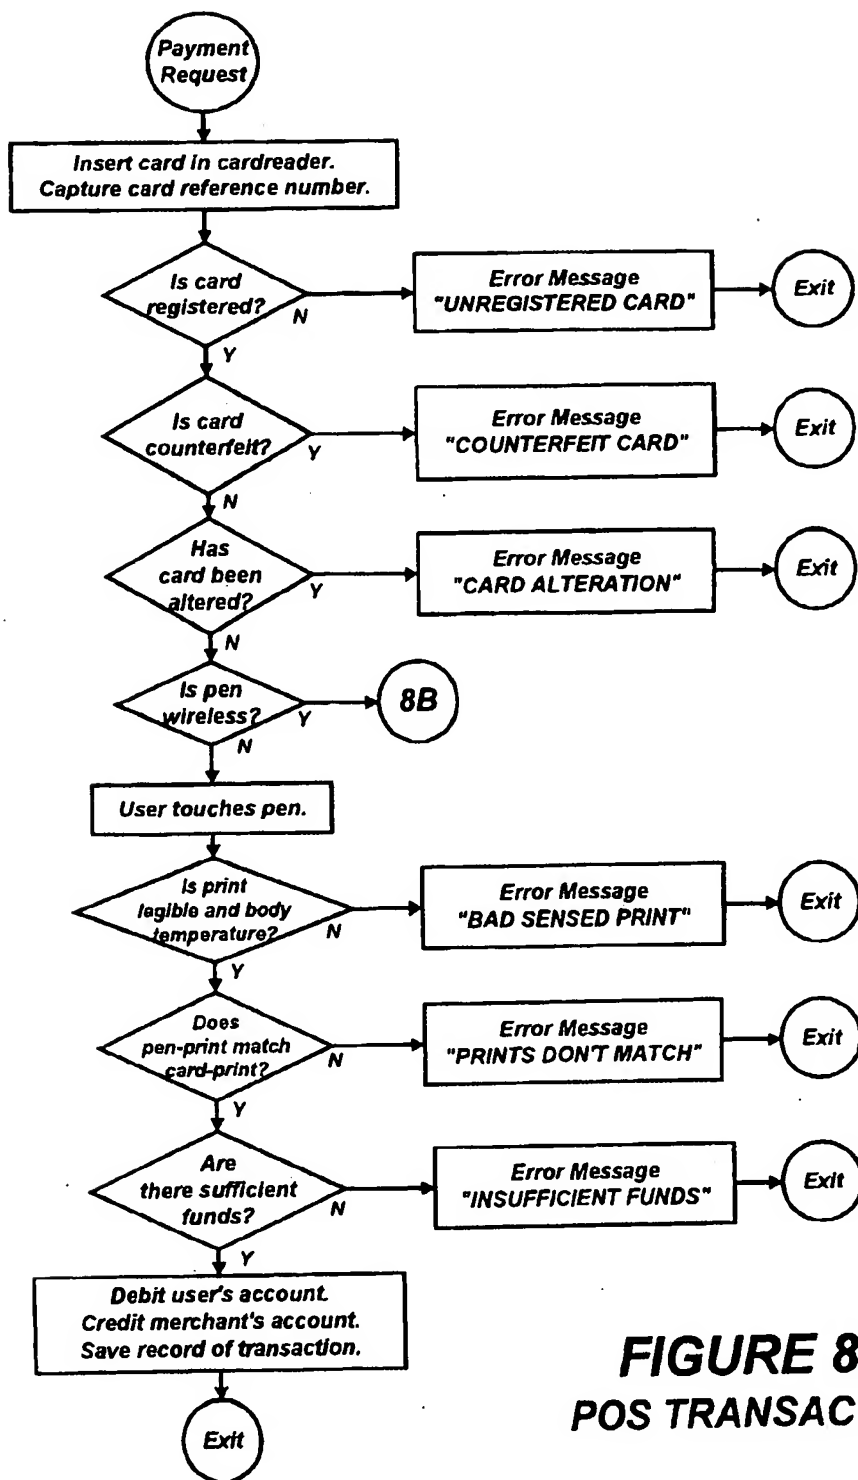 Payment
Request
Insert card in cardreader.
Capture card reference number.
Is card
registered?
N
Y
Error Message
"UNREGISTERED CARD"
Exit
Is card
counterfeit?
Y
N
Error Message
"COUNTERFEIT CARD"
Exit
Has
card been
altered?
Y
N
Error Message
"CARD ALTERATION"
Exit
Is pen
wireless?
Y
N
8B
User touches pen.
Is print
legible and body
temperature?
N
Y
Error Message
"BAD SENSED PRINT"
Exit
Does
pen-print match
card-print?
N
Y
Error Message
"PRINTS DON'T MATCH"
Exit
Are
there sufficient
funds?
N
Y
Error Message
"INSUFFICIENT FUNDS"
Exit
Debit user's account.
Credit merchant's account.
Save record of transaction.
Exit
FIGURE 8
POS TRANSAC